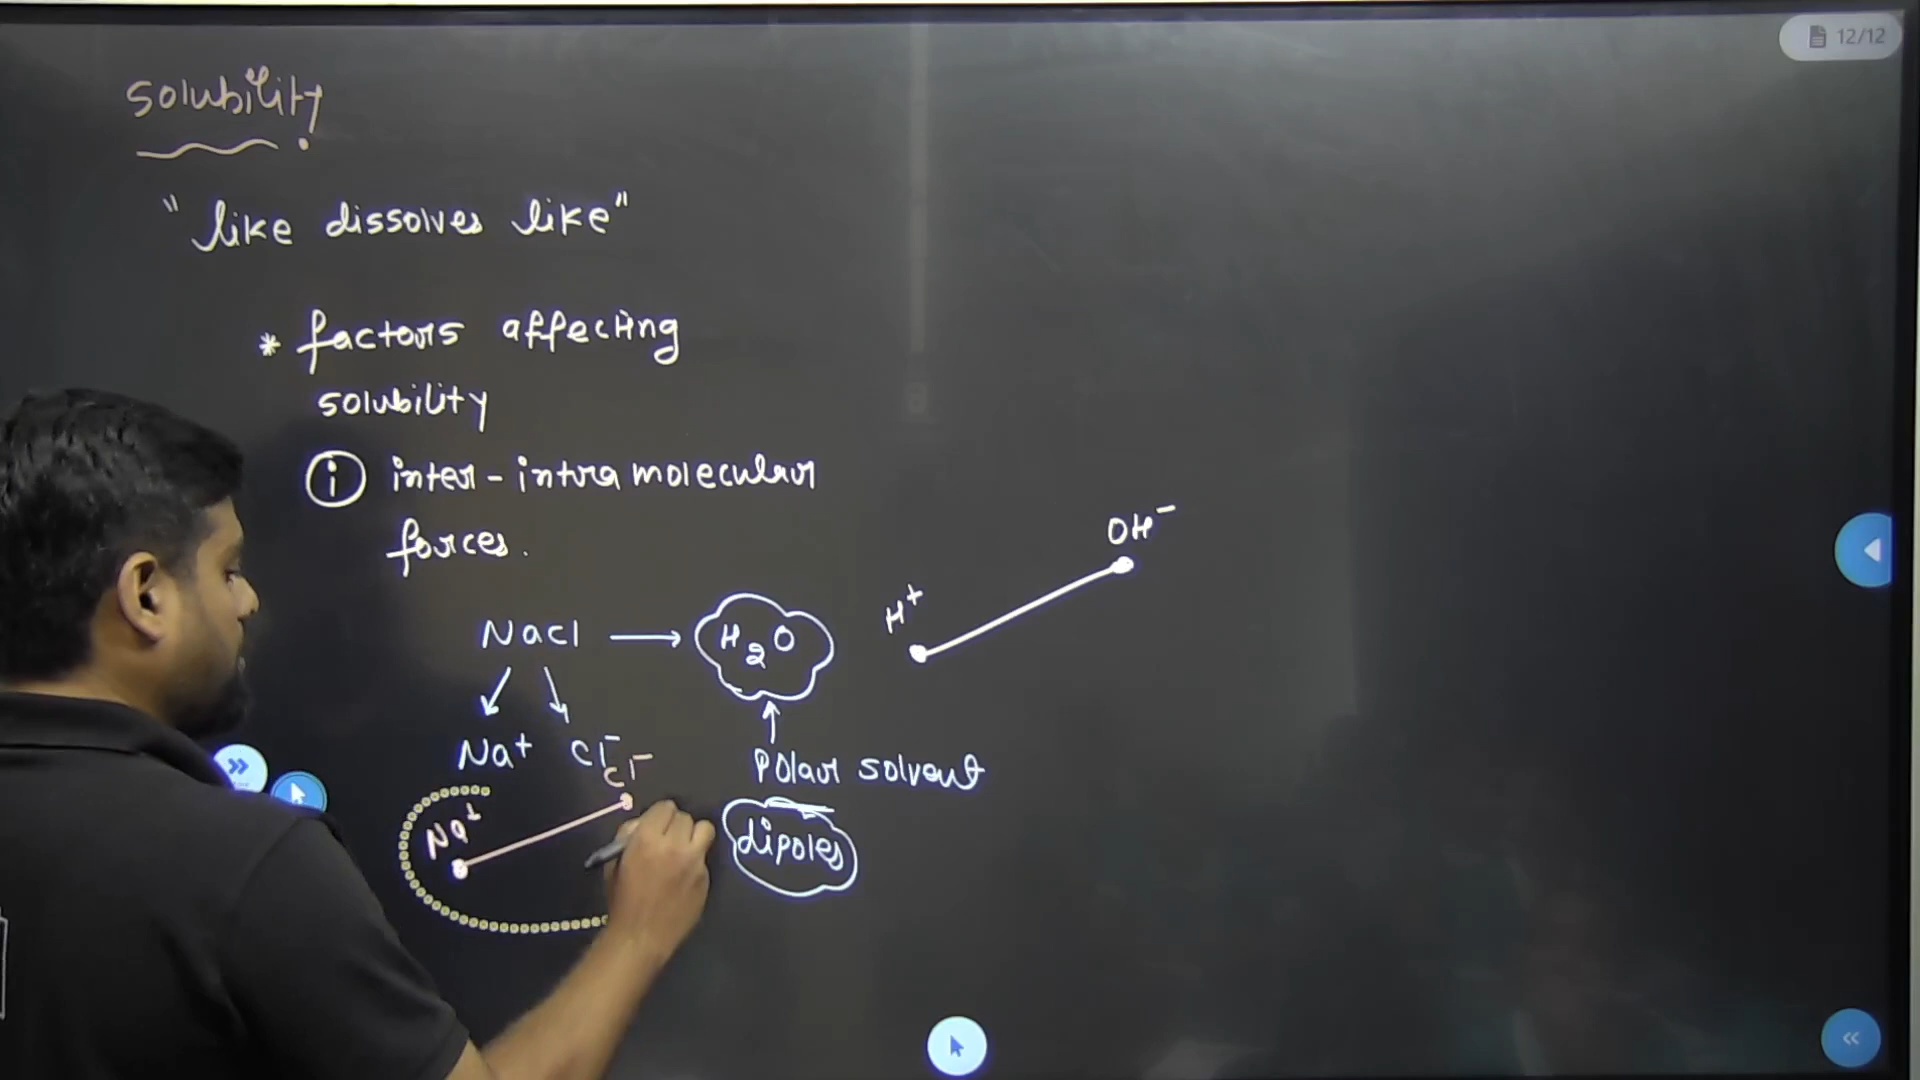 12/12
solubility
"like dissolves like"
* factors affecting
solubility
i inter-intra molecular
forces.
OH⁻
H⁺
NaCl → H₂O
Na⁺ Cl⁻
Cl⁻
Polar solvent
Na⁺
dipoles